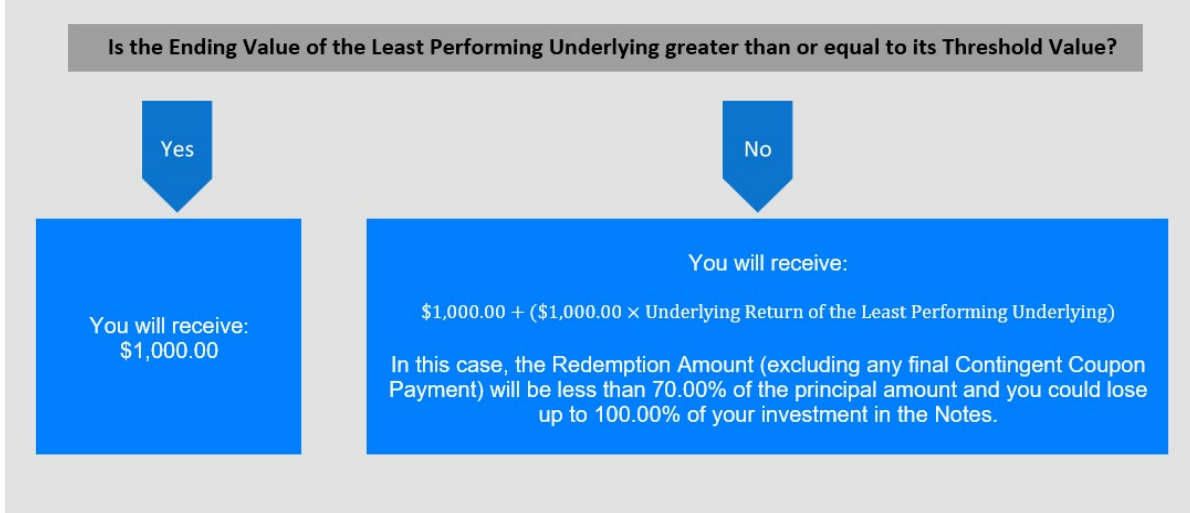 Is the Ending Value of the Least Performing Underlying greater than or equal to its Threshold Value?
Yes
No
You will receive:
$1,000.00
You will receive:
$1,000.00 + ($1,000.00 × Underlying Return of the Least Performing Underlying)
In this case, the Redemption Amount (excluding any final Contingent Coupon
Payment) will be less than 70.00% of the principal amount and you could lose
up to 100.00% of your investment in the Notes.